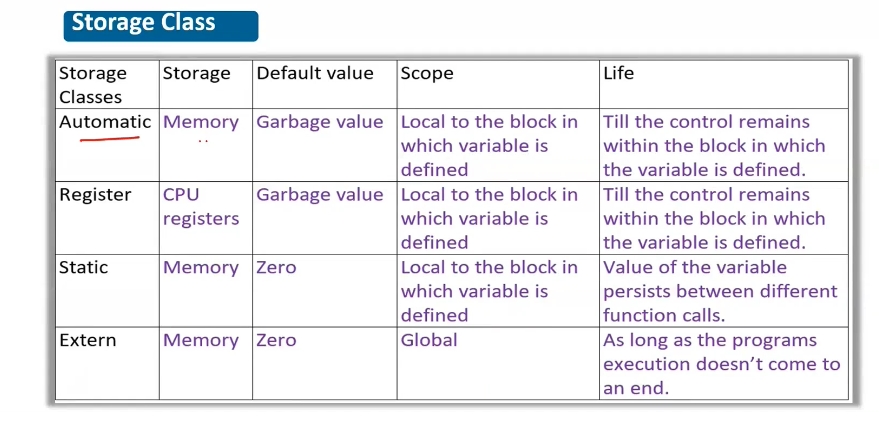 Storage Class
Storage Classes
Storage
Default value
Scope
Life
Automatic
Memory
Garbage value
Local to the block in
which variable is
defined
Till the control remains
within the block in which
the variable is defined.
Register
CPU
registers
Garbage value
Local to the block in
which variable is
defined
Till the control remains
within the block in which
the variable is defined.
Static
Memory
Zero
Local to the block in
which variable is
defined
Value of the variable
persists between different
function calls.
Extern
Memory
Zero
Global
As long as the programs
execution doesn’t come to
an end.